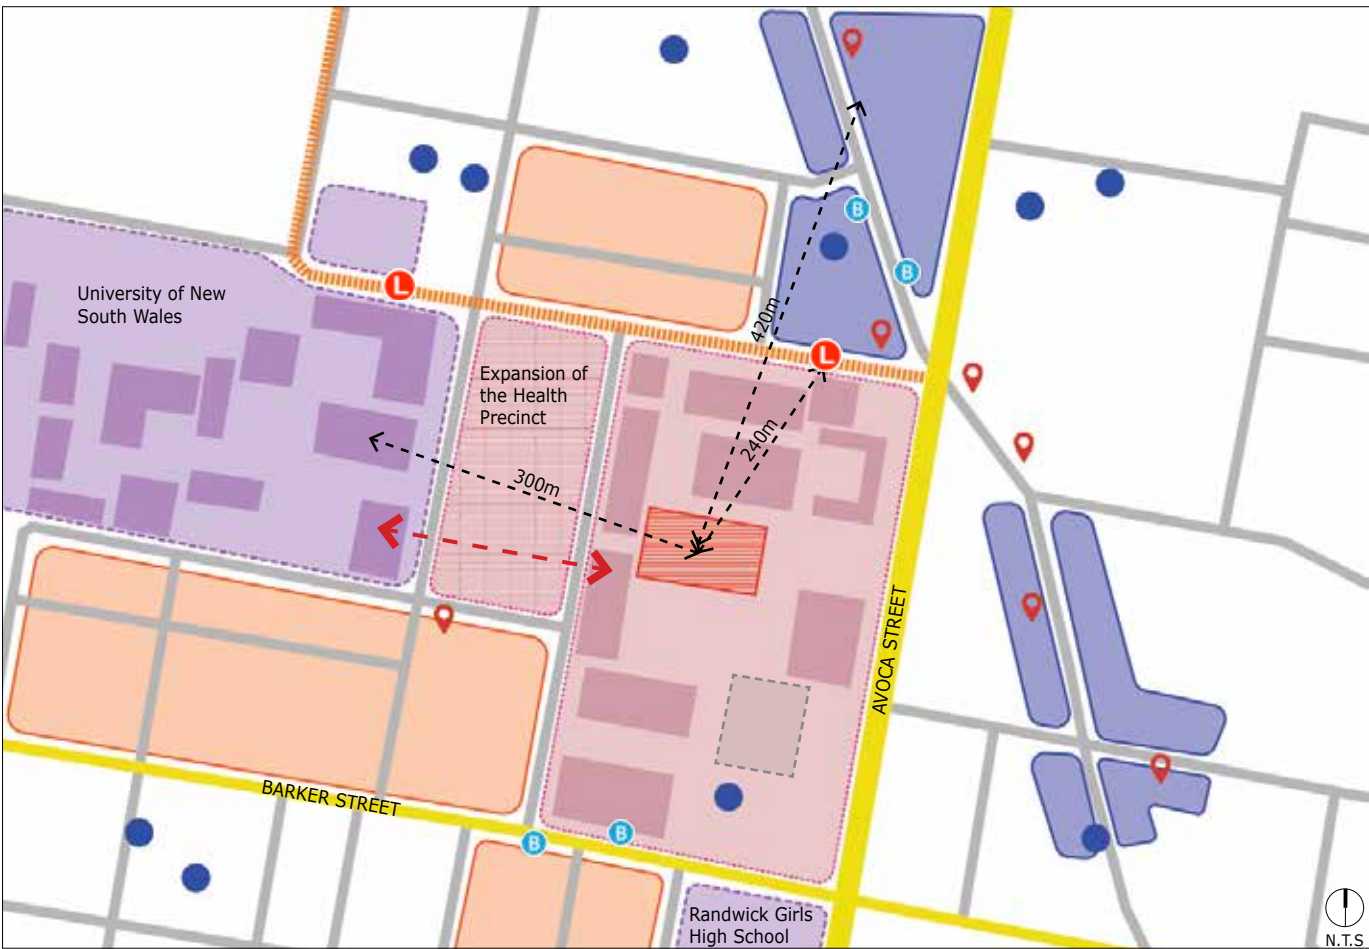 B
B
University of New
South Wales
L
420m
L
Expansion of
the Health
Precinct
240m
300m
AVOCA STREET
BARKER STREET
B
B
Randwick Girls
High School
N.T.S